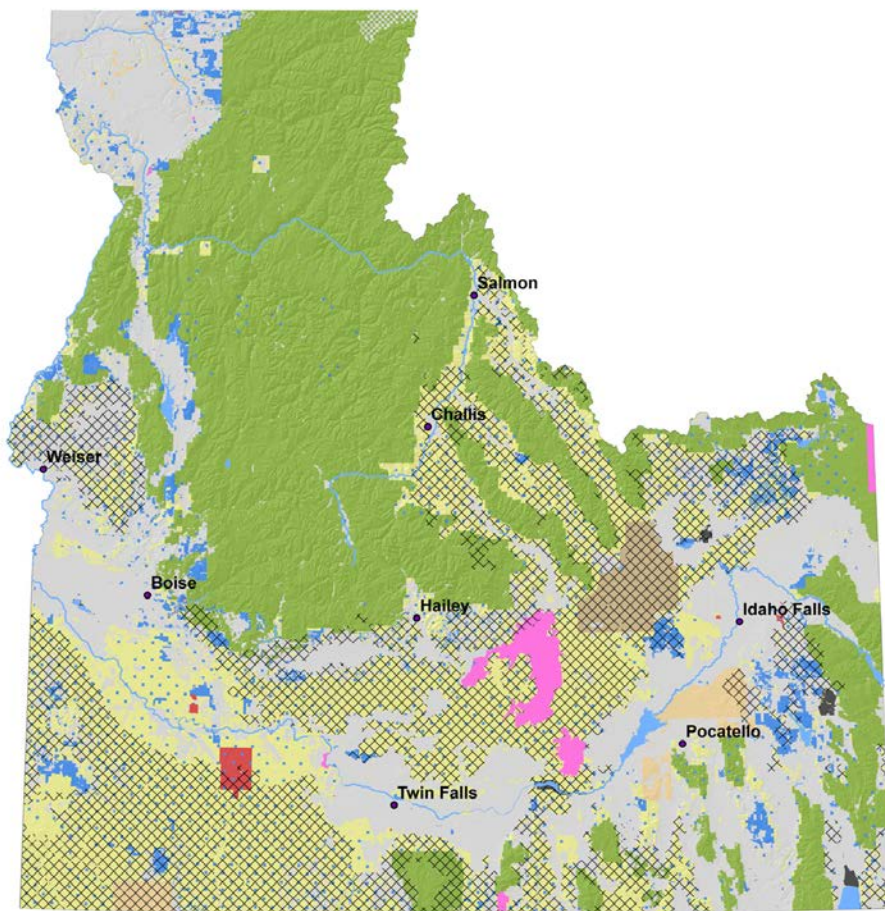 Salmon
Challis
Weiser
Boise
Hailey
Idaho Falls
Pocatello
Twin Falls